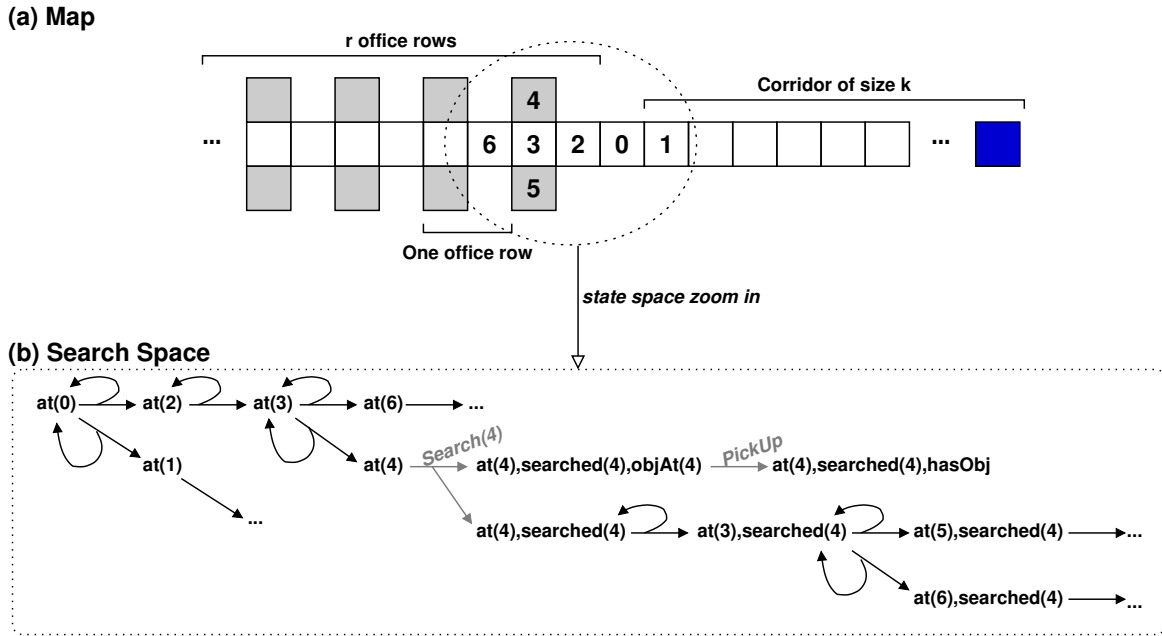 (a) Map
r office rows
Corridor of size k
4
... 6 3 2 0 1 ...
5
One office row
state space zoom in
(b) Search Space
at(0) at(2) at(3) at(6) ...
at(1) at(4) Search(4) at(4),searched(4),objAt(4) PickUp at(4),searched(4),hasObj
... at(4),searched(4) at(3),searched(4) at(5),searched(4) ...
at(6),searched(4) ...